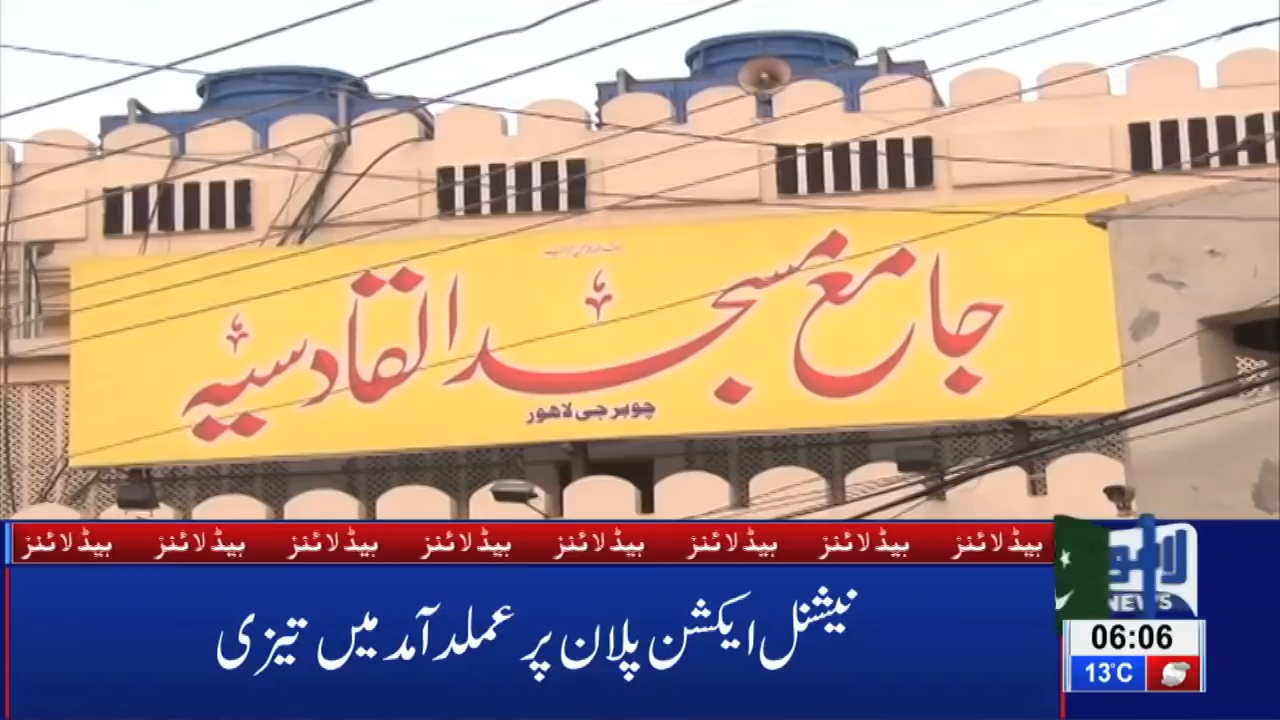 جامع مسجد القادسیہ
چوبرجی لاہور
ہیڈلائنز ہیڈلائنز ہیڈلائنز ہیڈلائنز ہیڈلائنز ہیڈلائنز ہیڈلائنز ہیڈلائنز
نیشنل ایکشن پلان پر عملدآمد میں تیزی
لاہور
NEWS
06:06
13°C